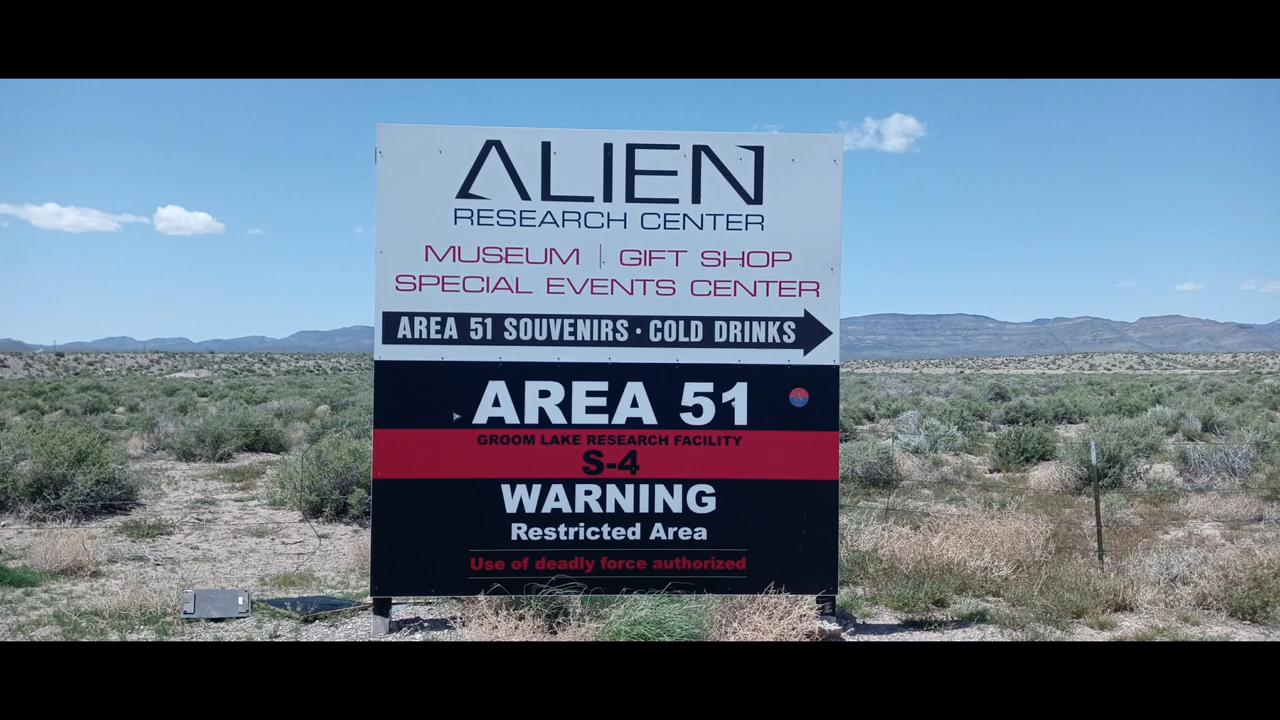 ALIEN
RESEARCH CENTER
MUSEUM | GIFT SHOP
SPECIAL EVENTS CENTER
AREA 51 SOUVENIRS · COLD DRINKS
AREA 51
GROOM LAKE RESEARCH FACILITY
S-4
WARNING
Restricted Area
Use of deadly force authorized